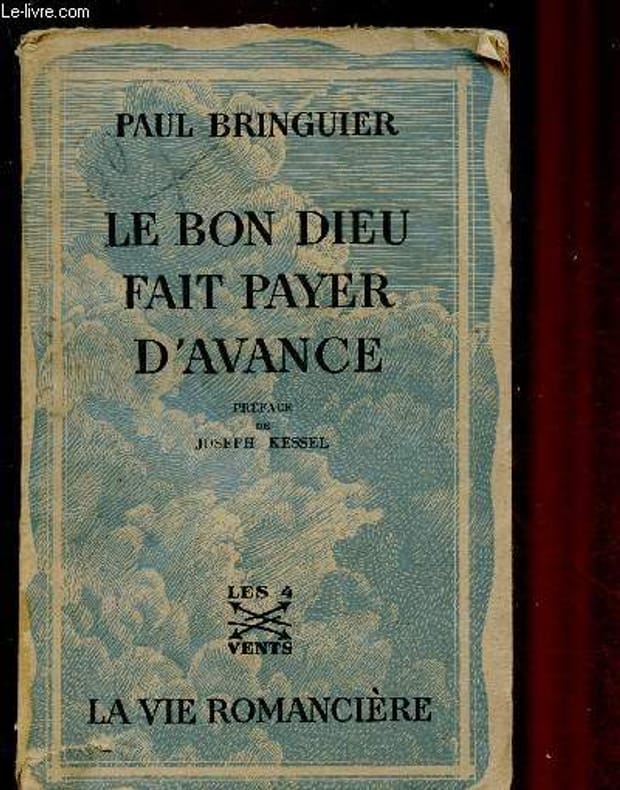 Le-livre.com
PAUL BRINGUIER
LE BON DIEU
FAIT PAYER
D'AVANCE
PRÉFACE
DE
JOSEPH KESSEL
LES 4
VENTS
LA VIE ROMANCIÈRE